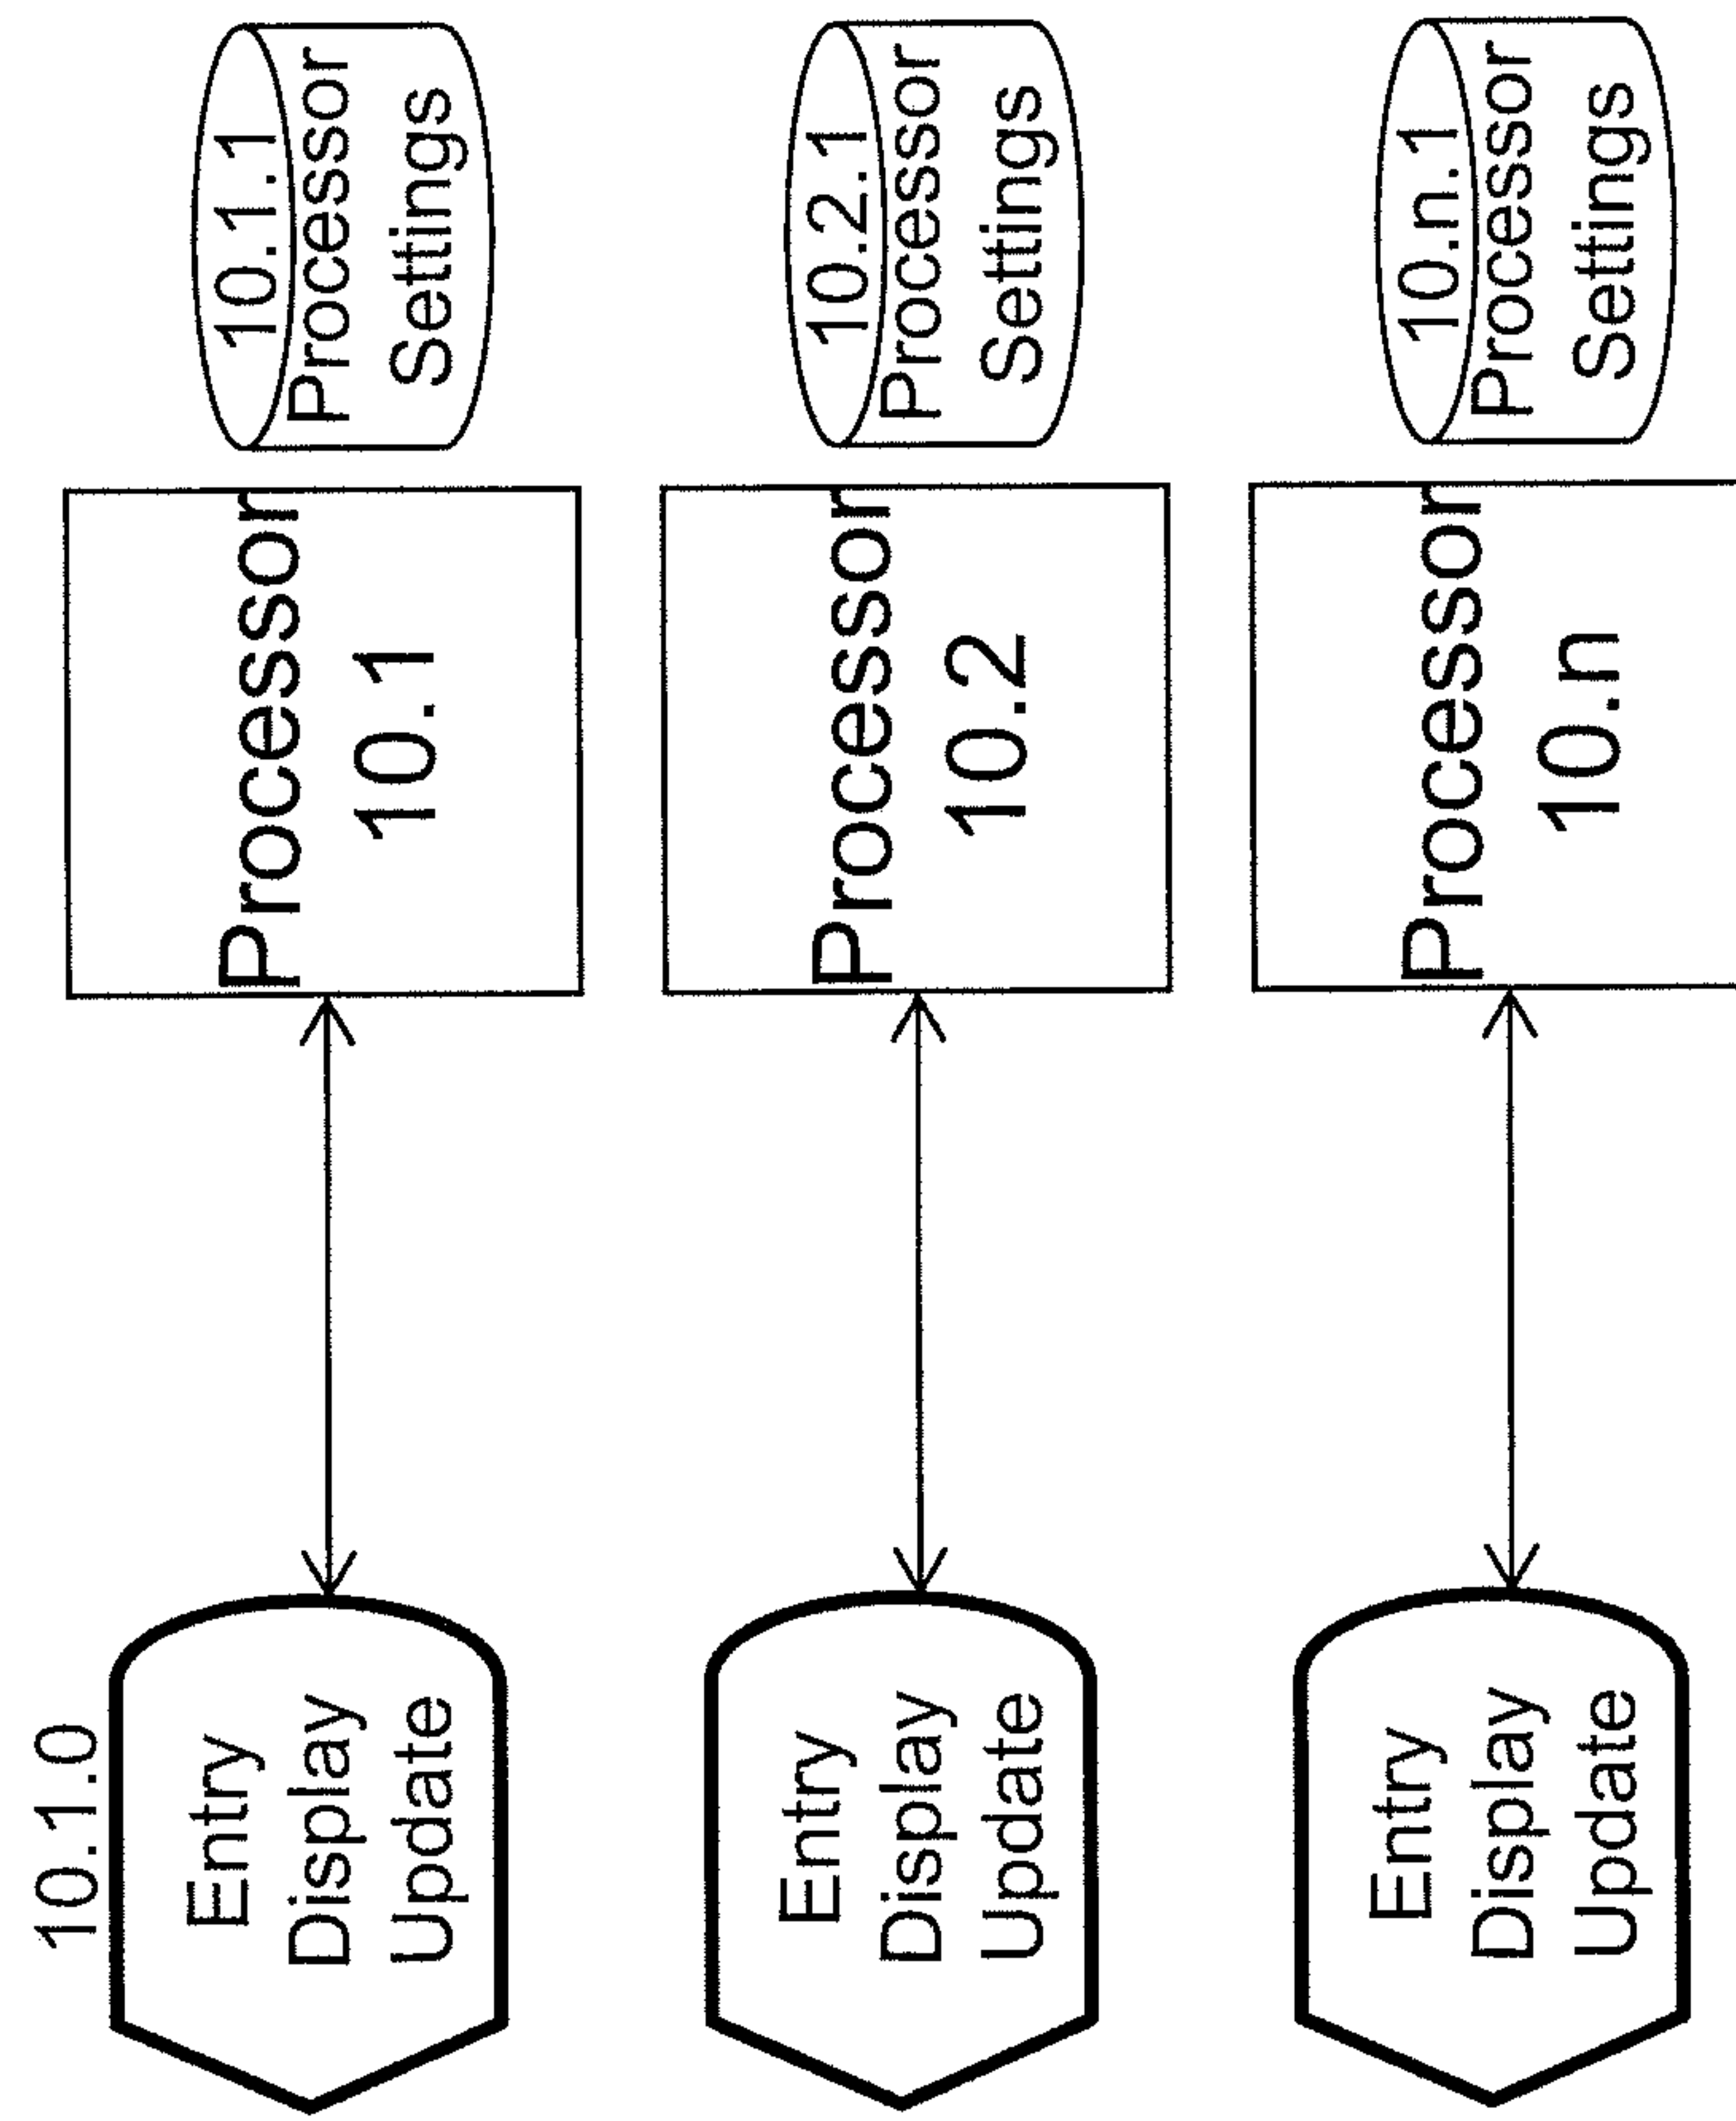 10.1.0
Entry
Display
Update
Processor
10.1
10.1.1
Processor
Settings
Entry
Display
Update
Processor
10.2
10.2.1
Processor
Settings
Entry
Display
Update
Processor
10.n
10.n.1
Processor
Settings